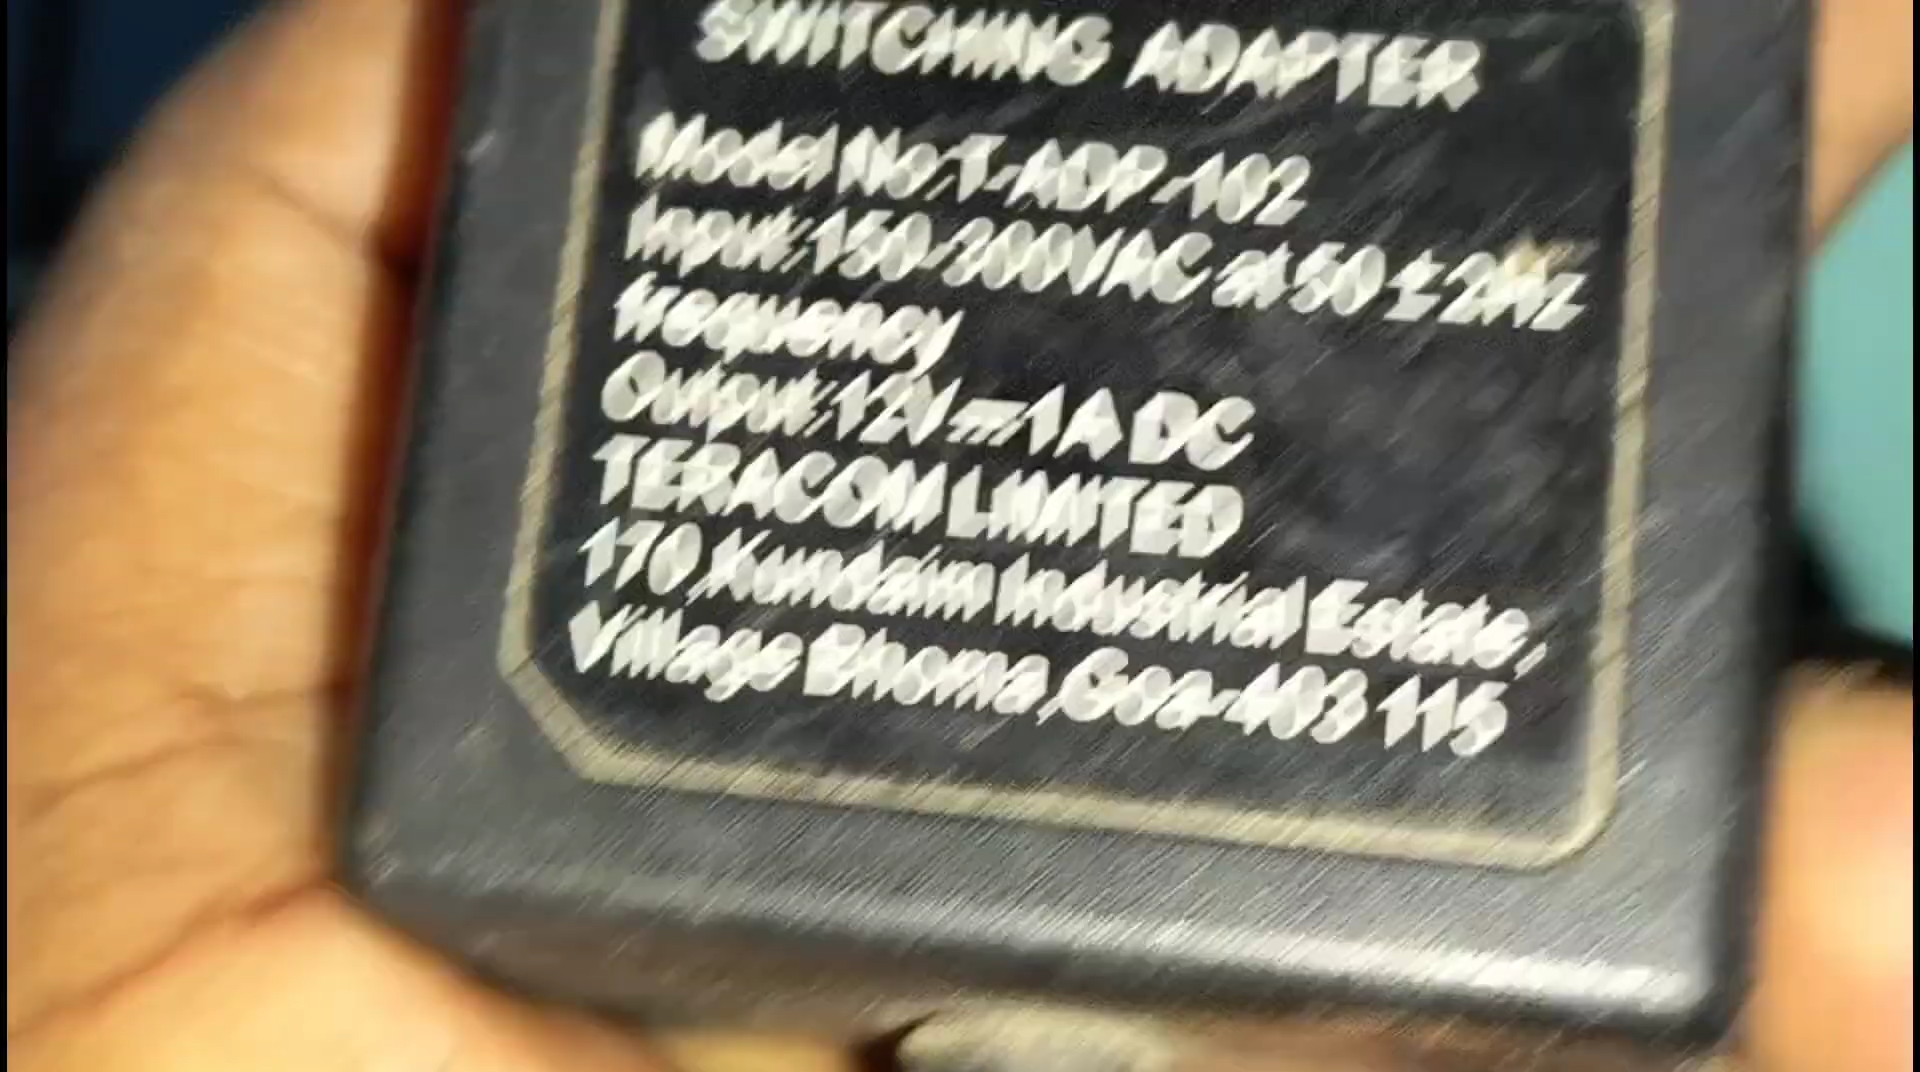 SWITCHING ADAPTER
Model No:T-ADP-102
Input:150-300VAC at 50 ± 2Hz
frequency
Output:12V⎓1A DC
TERACOM LIMITED
170,Kundaim Industrial Estate,
Village Bhoma,Goa-403 115